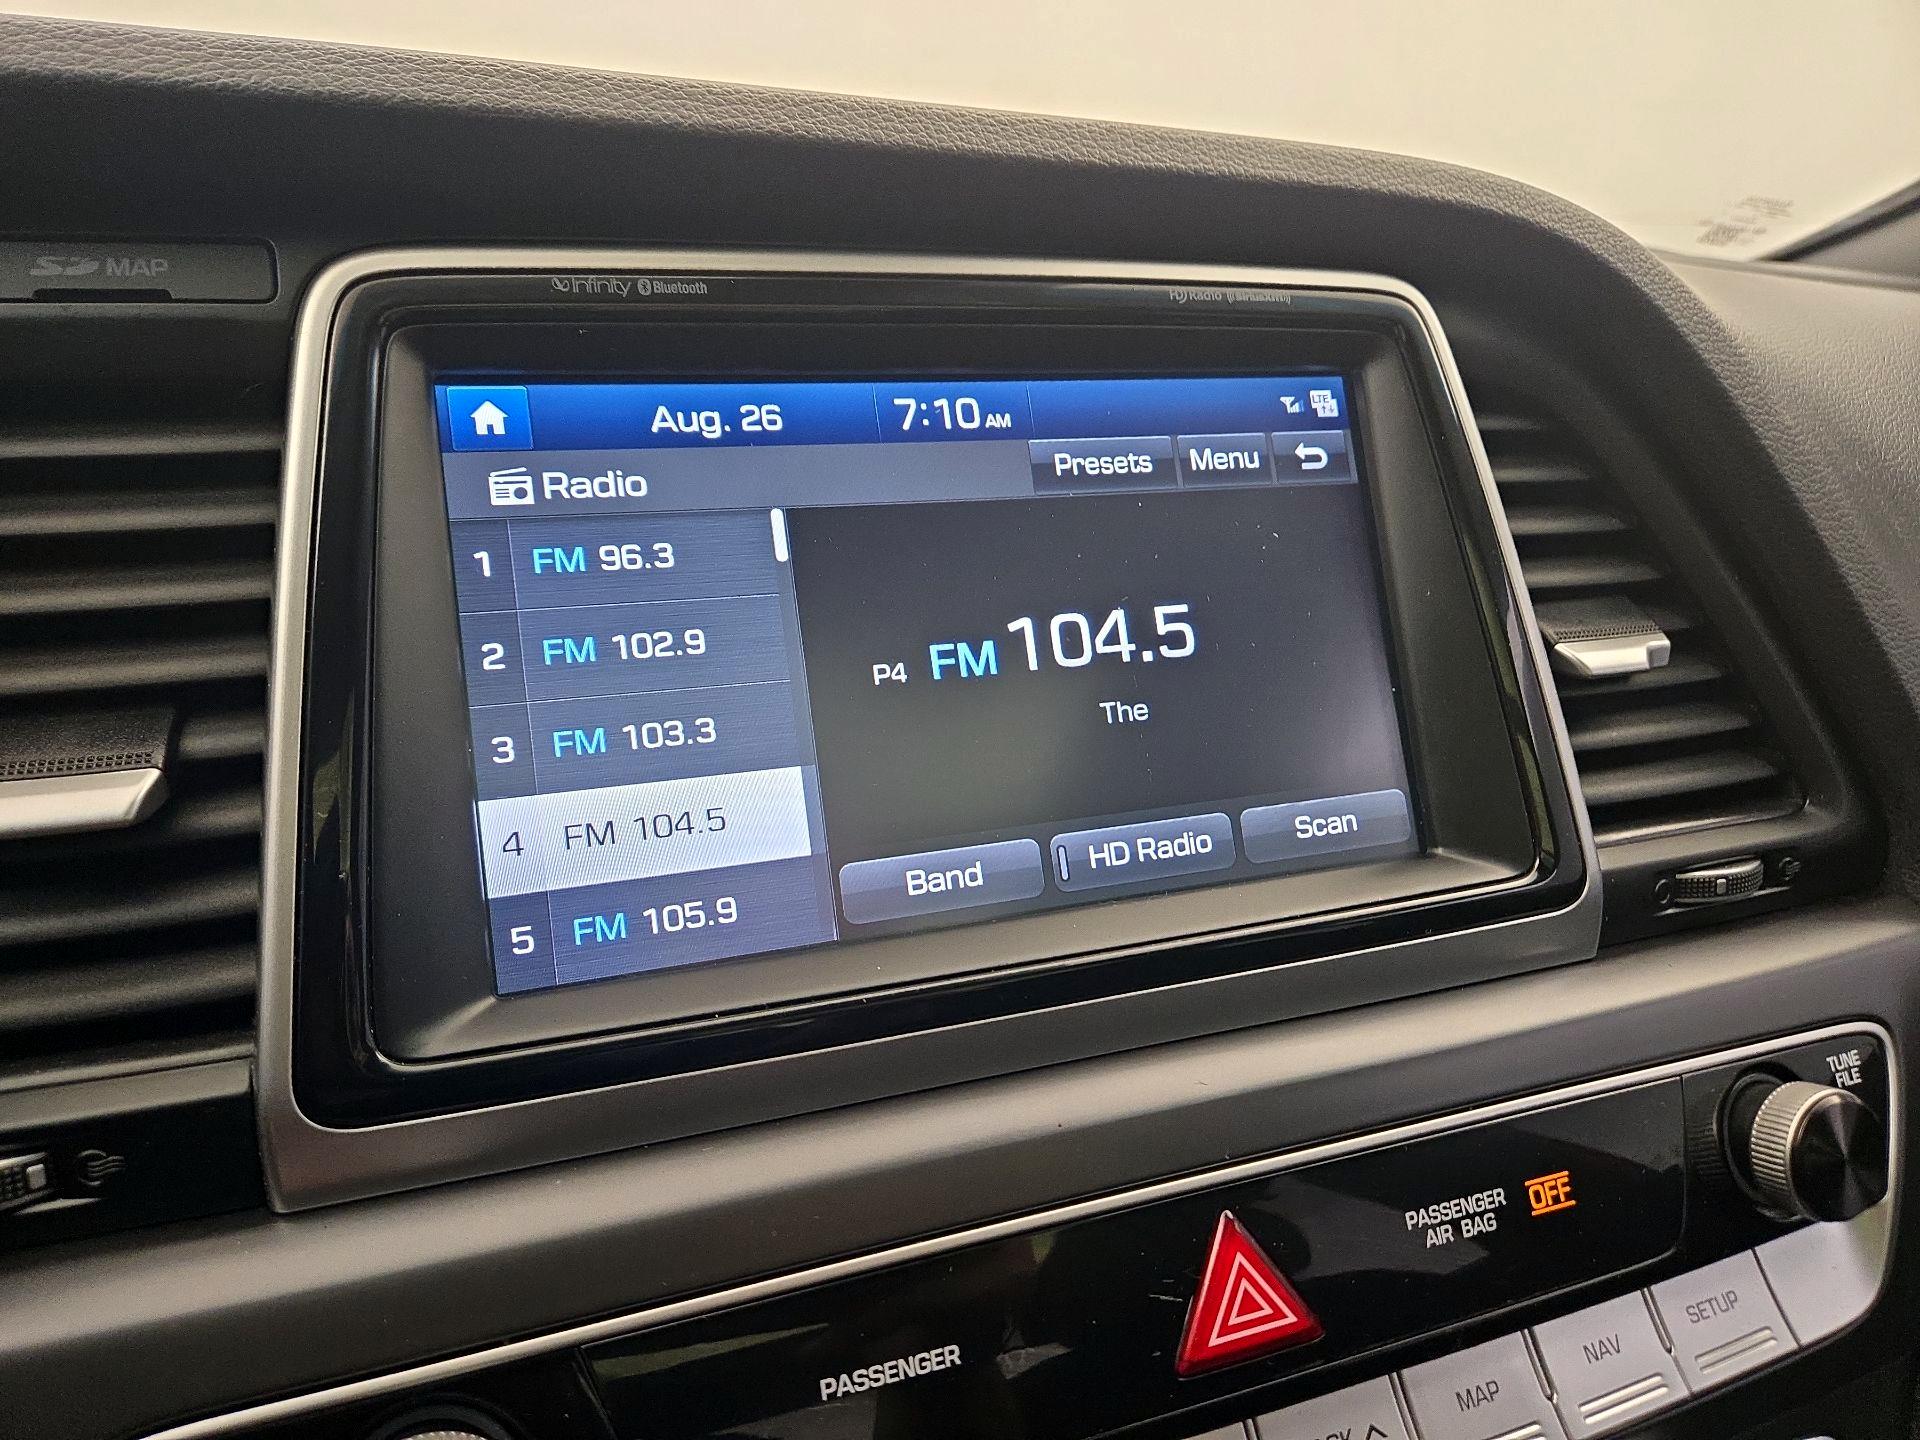 MAP
infinity Bluetooth
HD Radio ((SiriusXM))
Aug. 26
7:10 AM
LTE
Radio
Presets
Menu
1 FM 96.3
2 FM 102.9
3 FM 103.3
4 FM 104.5
5 FM 105.9
P4 FM 104.5
The
Band
HD Radio
Scan
TUNE
FILE
PASSENGER
AIR BAG
OFF
PASSENGER
MAP
NAV
SETUP